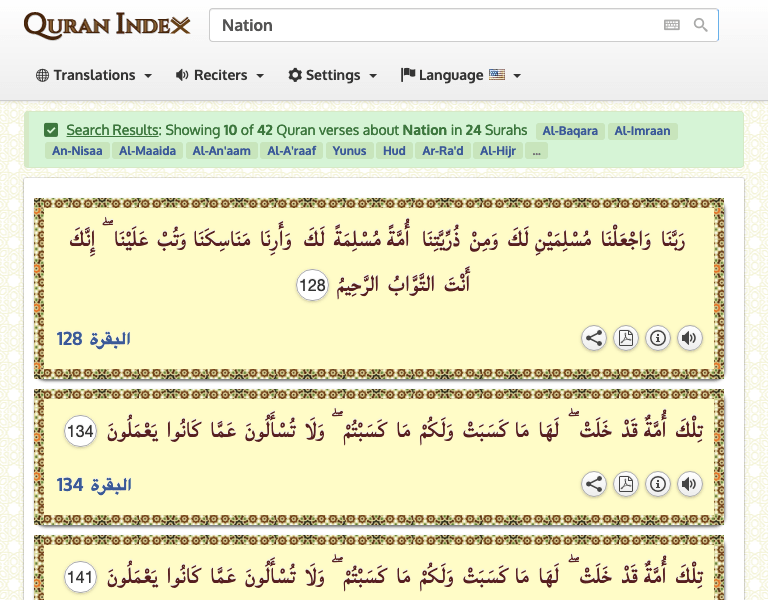 QURAN INDEX
Nation
Translations Reciters Settings Language
Search Results: Showing 10 of 42 Quran verses about Nation in 24 Surahs Al-Baqara Al-Imraan
An-Nisaa Al-Maaida Al-An'aam Al-A'raaf Yunus Hud Ar-Ra'd Al-Hijr ...
رَبَّنَا وَاجْعَلْنَا مُسْلِمَيْنِ لَكَ وَمِنْ ذُرِّيَّتِنَا أُمَّةً مُسْلِمَةً لَكَ وَأَرِنَا مَنَاسِكَنَا وَتُبْ عَلَيْنَا ۖ إِنَّكَ
أَنْتَ التَّوَّابُ الرَّحِيمُ 128
البقرة 128
تِلْكَ أُمَّةٌ قَدْ خَلَتْ ۖ لَهَا مَا كَسَبَتْ وَلَكُمْ مَا كَسَبْتُمْ ۖ وَلَا تُسْأَلُونَ عَمَّا كَانُوا يَعْمَلُونَ 134
البقرة 134
تِلْكَ أُمَّةٌ قَدْ خَلَتْ ۖ لَهَا مَا كَسَبَتْ وَلَكُمْ مَا كَسَبْتُمْ ۖ وَلَا تُسْأَلُونَ عَمَّا كَانُوا يَعْمَلُونَ 141